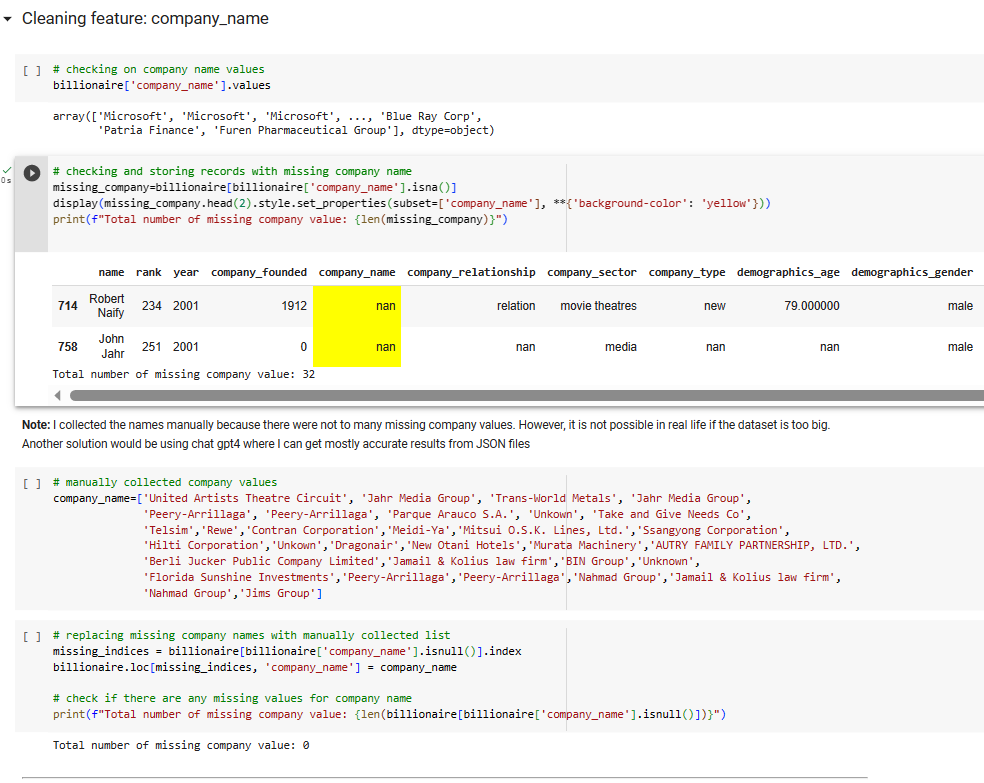 Cleaning feature: company_name
[ ] # checking on company name values
billionaire['company_name'].values
array(['Microsoft', 'Microsoft', 'Microsoft', ..., 'Blue Ray Corp',
'Patria Finance', 'Furen Pharmaceutical Group'], dtype=object)
0s
# checking and storing records with missing company name
missing_company=billionaire[billionaire['company_name'].isna()]
display(missing_company.head(2).style.set_properties(subset=['company_name'], **{'background-color': 'yellow'}))
print(f"Total number of missing company value: {len(missing_company)}")
name rank year company_founded company_name company_relationship company_sector company_type demographics_age demographics_gender
714 Robert Naify 234 2001 1912 nan relation movie theatres new 79.000000 male
758 John Jahr 251 2001 0 nan nan media nan nan male
Total number of missing company value: 32
Note: I collected the names manually because there were not to many missing company values. However, it is not possible in real life if the dataset is too big.
Another solution would be using chat gpt4 where I can get mostly accurate results from JSON files
[ ] # manually collected company values
company_name=['United Artists Theatre Circuit', 'Jahr Media Group', 'Trans-World Metals', 'Jahr Media Group',
'Peery-Arrillaga', 'Peery-Arrillaga', 'Parque Arauco S.A.', 'Unkown', 'Take and Give Needs Co',
'Telsim','Rewe','Contran Corporation','Meidi-Ya','Mitsui O.S.K. Lines, Ltd.','Ssangyong Corporation',
'Hilti Corporation','Unkown','Dragonair','New Otani Hotels','Murata Machinery','AUTRY FAMILY PARTNERSHIP, LTD.',
'Berli Jucker Public Company Limited','Jamail & Kolius law firm','BIN Group','Unknown',
'Florida Sunshine Investments','Peery-Arrillaga','Peery-Arrillaga','Nahmad Group','Jamail & Kolius law firm',
'Nahmad Group','Jims Group']
[ ] # replacing missing company names with manually collected list
missing_indices = billionaire[billionaire['company_name'].isnull()].index
billionaire.loc[missing_indices, 'company_name'] = company_name
# check if there are any missing values for company name
print(f"Total number of missing company value: {len(billionaire[billionaire['company_name'].isnull()])}")
Total number of missing company value: 0